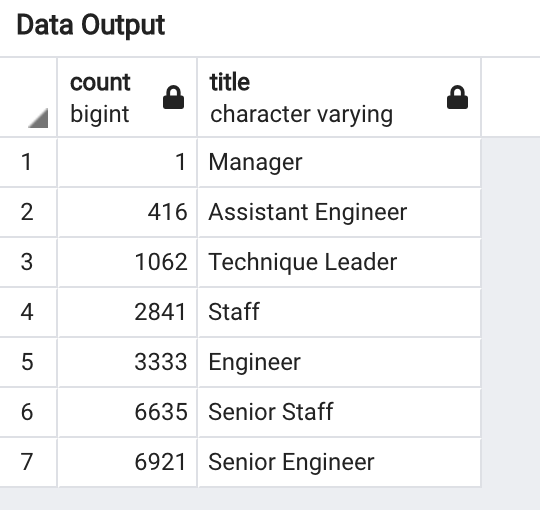 Data Output
count title
bigint character varying
1 1 Manager
2 416 Assistant Engineer
3 1062 Technique Leader
4 2841 Staff
5 3333 Engineer
6 6635 Senior Staff
7 6921 Senior Engineer